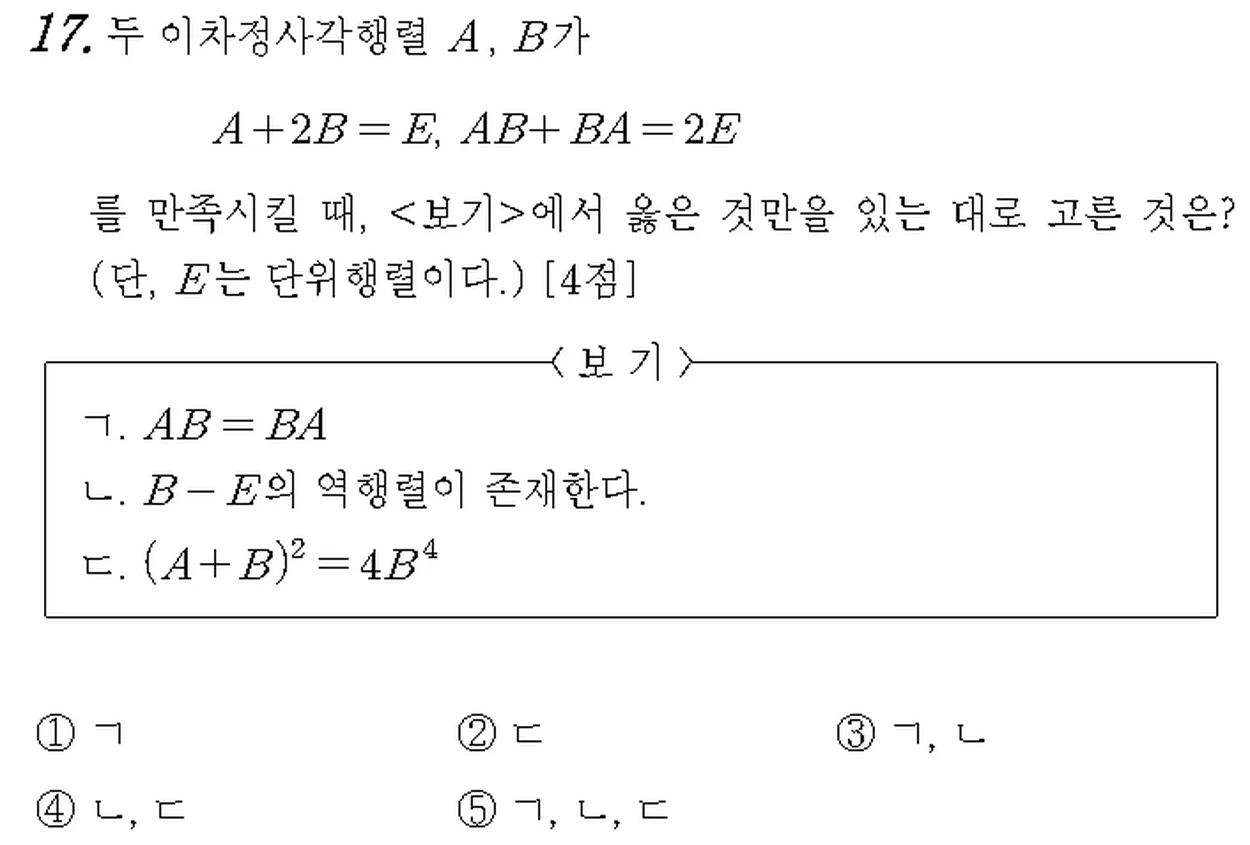 17. 두 이차정사각행렬 A, B가
A+2B=E, AB+BA=2E
를 만족시킬 때, <보기>에서 옳은 것만을 있는 대로 고른 것은?
(단, E는 단위행렬이다.) [4점]
〈 보 기 〉
ㄱ. AB=BA
ㄴ. B-E의 역행렬이 존재한다.
ㄷ. (A+B)²=4B⁴
① ㄱ ② ㄷ ③ ㄱ, ㄴ
④ ㄴ, ㄷ ⑤ ㄱ, ㄴ, ㄷ